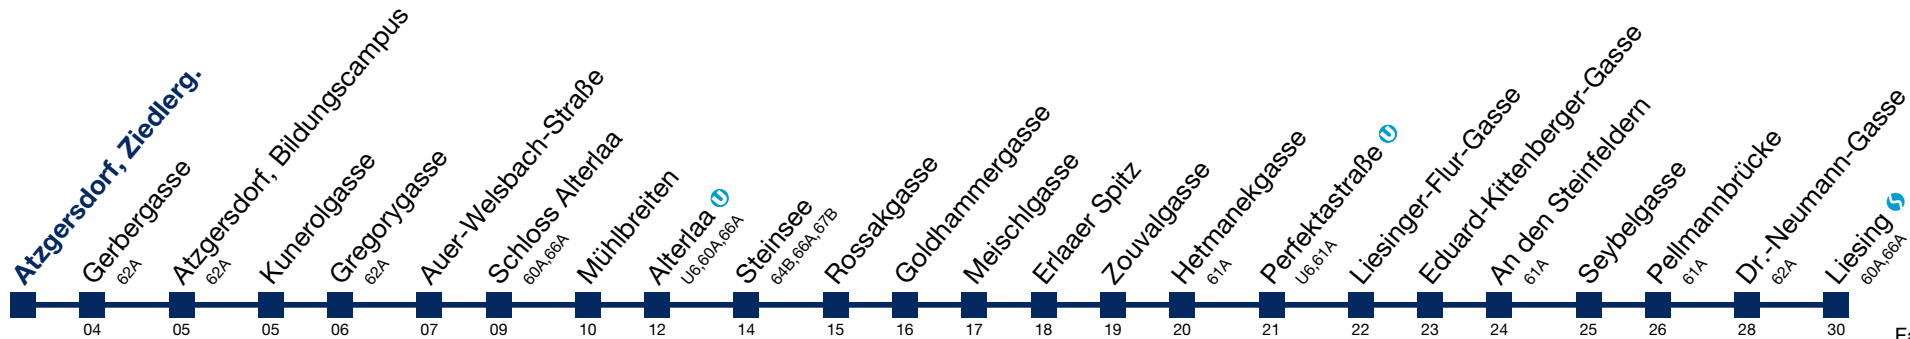 Atzgersdorf, Ziedlerg.
Gerbergasse
62A
Atzgersdorf, Bildungscampus
62A
Kunerolgasse
Gregorygasse
62A
Auer-Welsbach-Straße
Schloss Alterlaa
60A,66A
Mühlbreiten
Alterlaa U
U6,60A,66A
Steinsee
64B,66A,67B
Rossakgasse
Goldhammergasse
Meischlgasse
Erlaaer Spitz
Zouvalgasse
Hetmanekgasse
61A
Perfektastraße U
U6,61A
Liesinger-Flur-Gasse
Eduard-Kittenberger-Gasse
An den Steinfeldern
61A
Seybelgasse
Pellmannbrücke
61A
Dr.-Neumann-Gasse
62A
Liesing S
60A,66A
04 05 05 06 07 09 10 12 14 15 16 17 18 19 20 21 22 23 24 25 26 28 30